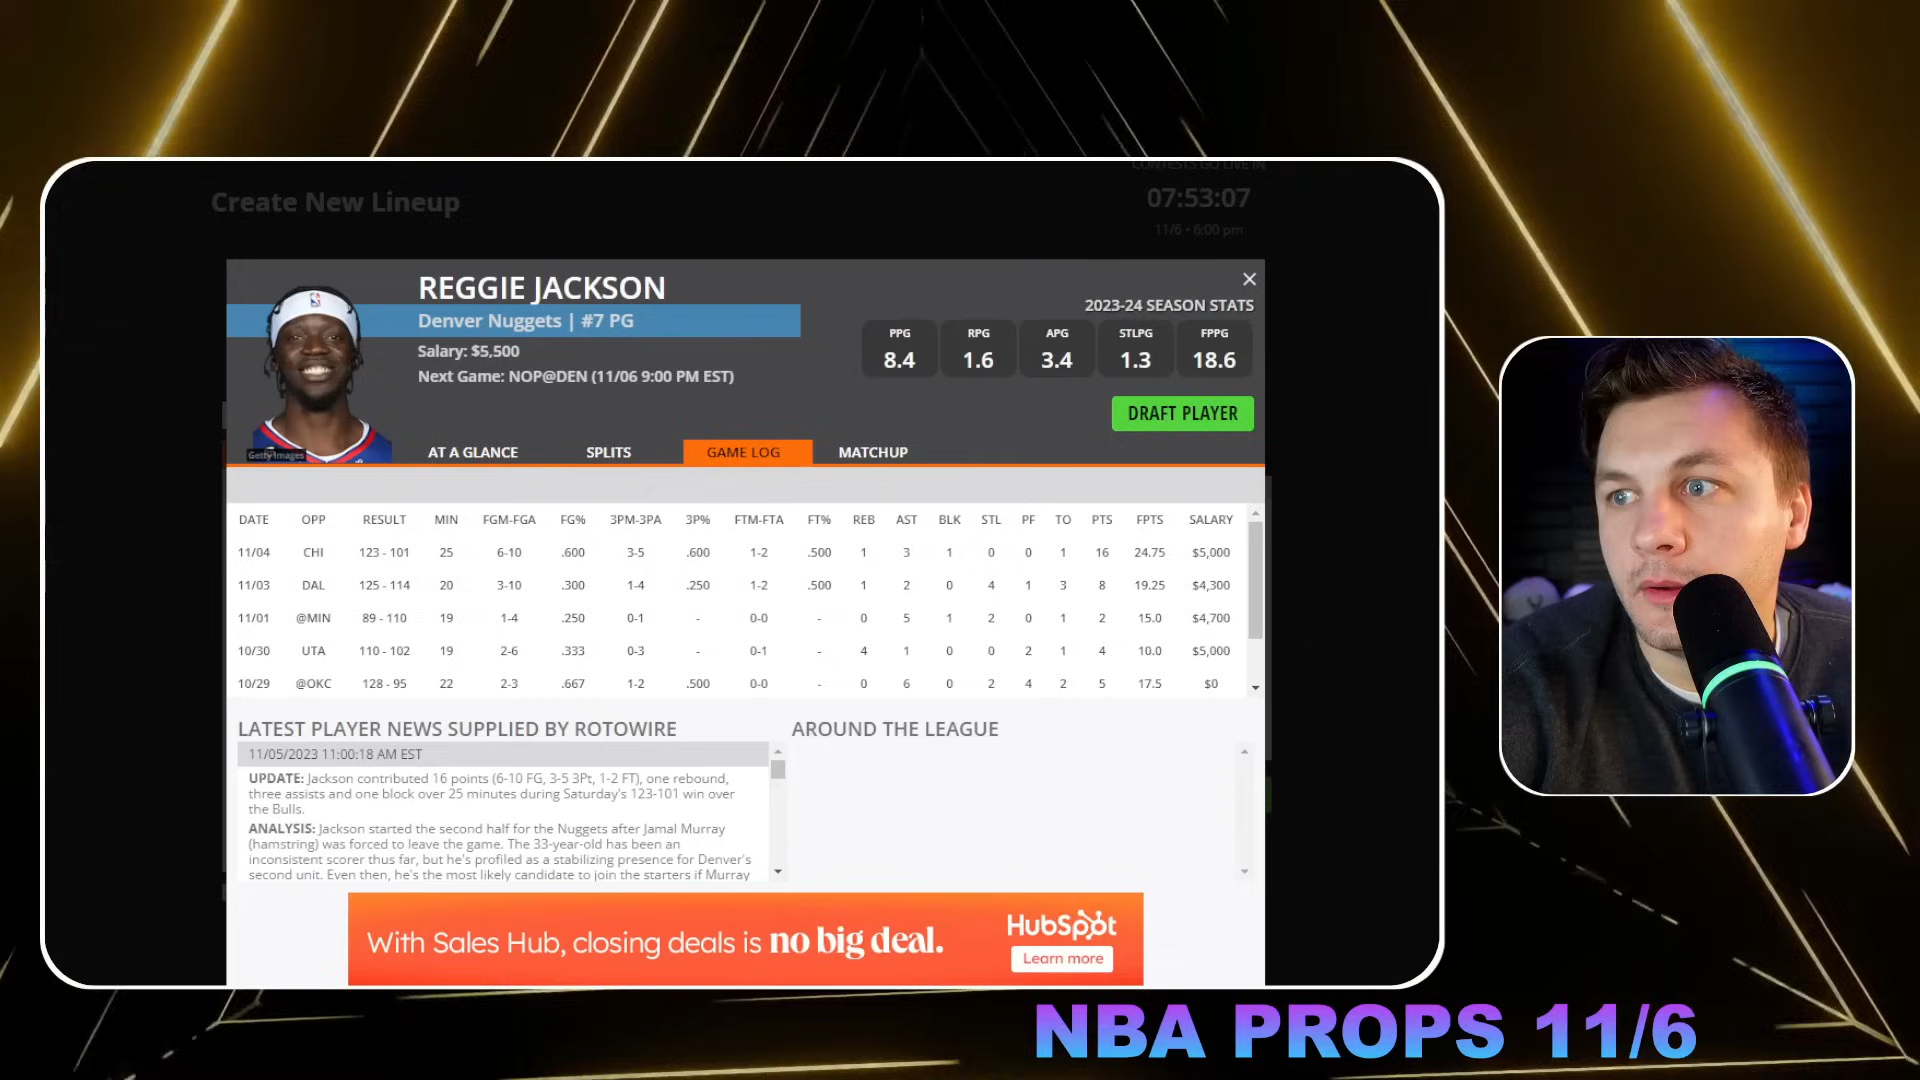 CONTESTS GO LIVE IN
Create New Lineup
07:53:07
11/6 • 6:00 pm
REGGIE JACKSON
Denver Nuggets | #7 PG
Salary: $5,500
Next Game: NOP@DEN (11/06 9:00 PM EST)
2023-24 SEASON STATS
PPG RPG APG STLPG FPPG
8.4 1.6 3.4 1.3 18.6
DRAFT PLAYER
Getty Images
AT A GLANCE SPLITS GAME LOG MATCHUP
DATE OPP RESULT MIN FGM-FGA FG% 3PM-3PA 3P% FTM-FTA FT% REB AST BLK STL PF TO PTS FPTS SALARY
11/04 CHI 123 - 101 25 6-10 .600 3-5 .600 1-2 .500 1 3 1 0 0 1 16 24.75 $5,000
11/03 DAL 125 - 114 20 3-10 .300 1-4 .250 1-2 .500 1 2 0 4 1 3 8 19.25 $4,300
11/01 @MIN 89 - 110 19 1-4 .250 0-1 - 0-0 - 0 5 1 2 0 1 2 15.0 $4,700
10/30 UTA 110 - 102 19 2-6 .333 0-3 - 0-1 - 4 1 0 0 2 1 4 10.0 $5,000
10/29 @OKC 128 - 95 22 2-3 .667 1-2 .500 0-0 - 0 6 0 2 4 2 5 17.5 $0
LATEST PLAYER NEWS SUPPLIED BY ROTOWIRE
AROUND THE LEAGUE
11/05/2023 11:00:18 AM EST
UPDATE: Jackson contributed 16 points (6-10 FG, 3-5 3Pt, 1-2 FT), one rebound,
three assists and one block over 25 minutes during Saturday's 123-101 win over
the Bulls.
ANALYSIS: Jackson started the second half for the Nuggets after Jamal Murray
(hamstring) was forced to leave the game. The 33-year-old has been an
inconsistent scorer thus far, but he's profiled as a stabilizing presence for Denver's
second unit. Even then, he's the most likely candidate to join the starters if Murray
With Sales Hub, closing deals is no big deal.
HubSpot
Learn more
NBA PROPS 11/6